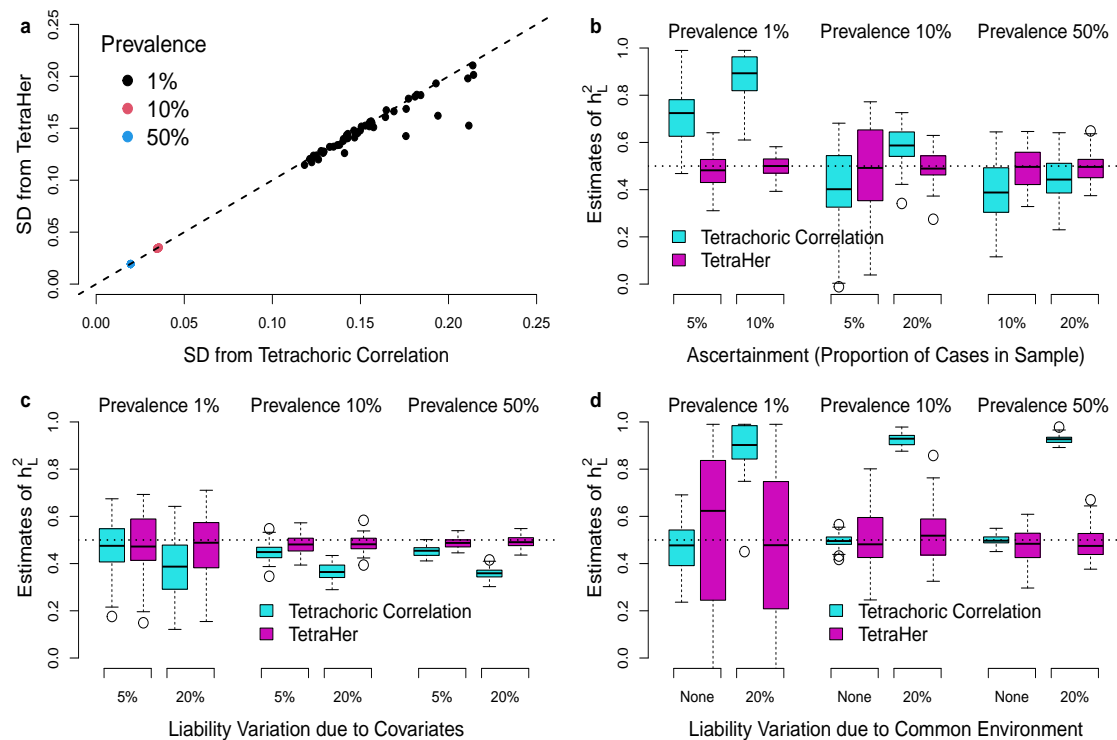 a
Prevalence
1%
10%
50%
SD from TetraHer
0.00 0.05 0.10 0.15 0.20 0.25
0.00 0.05 0.10 0.15 0.20 0.25
SD from Tetrachoric Correlation
b
Prevalence 1% Prevalence 10% Prevalence 50%
Estimates of h²L
0.0 0.2 0.4 0.6 0.8 1.0
Tetrachoric Correlation
TetraHer
5% 10% 5% 20% 10% 20%
Ascertainment (Proportion of Cases in Sample)
c
Prevalence 1% Prevalence 10% Prevalence 50%
Estimates of h²L
0.0 0.2 0.4 0.6 0.8 1.0
Tetrachoric Correlation
TetraHer
5% 20% 5% 20% 5% 20%
Liability Variation due to Covariates
d
Prevalence 1% Prevalence 10% Prevalence 50%
Estimates of h²L
0.0 0.2 0.4 0.6 0.8 1.0
Tetrachoric Correlation
TetraHer
None 20% None 20% None 20%
Liability Variation due to Common Environment